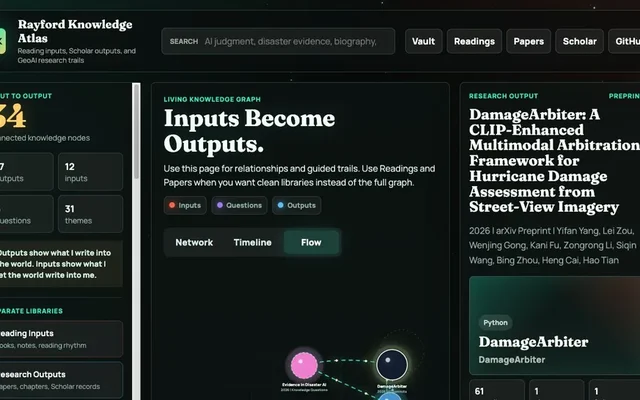 Rayford Knowledge
Atlas
Reading inputs, Scholar outputs, and
GeoAI research trails
SEARCH AI judgment, disaster evidence, biography,
Vault
Readings
Papers
Scholar
GitHu
UT TO OUTPUT
34
nnected knowledge nodes
7
utputs
12
inputs
uestions
31
themes
Outputs show what I write into
the world. Inputs show what I
let the world write into me.
PARATE LIBRARIES
eading Inputs
ooks, notes, reading rhythm
esearch Outputs
apers, chapters, Scholar records
LIVING KNOWLEDGE GRAPH
Inputs Become
Outputs.
Use this page for relationships and guided trails. Use Readings and
Papers when you want clean libraries instead of the full graph.
Inputs
Questions
Outputs
Network
Timeline
Flow
Evidence in Disaster AI
DamageArbiter
RESEARCH OUTPUT
PREPRIN
DamageArbiter: A
CLIP-Enhanced
Multimodal Arbitration
Framework for
Hurricane Damage
Assessment from
Street-View Imagery
2026 | arXiv Preprint | Yifan Yang, Lei Zou,
Wenjing Gong, Kani Fu, Zongrong Li, Siqin
Wang, Bing Zhou, Heng Cai, Hao Tian
Python
DamageArbiter
DamageArbiter
61
1
1